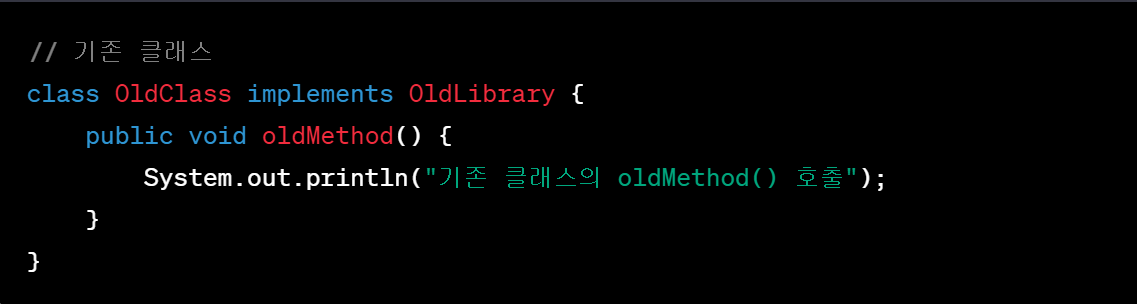 // 기존 클래스
class OldClass implements OldLibrary {
    public void oldMethod() {
        System.out.println("기존 클래스의 oldMethod() 호출");
    }
}